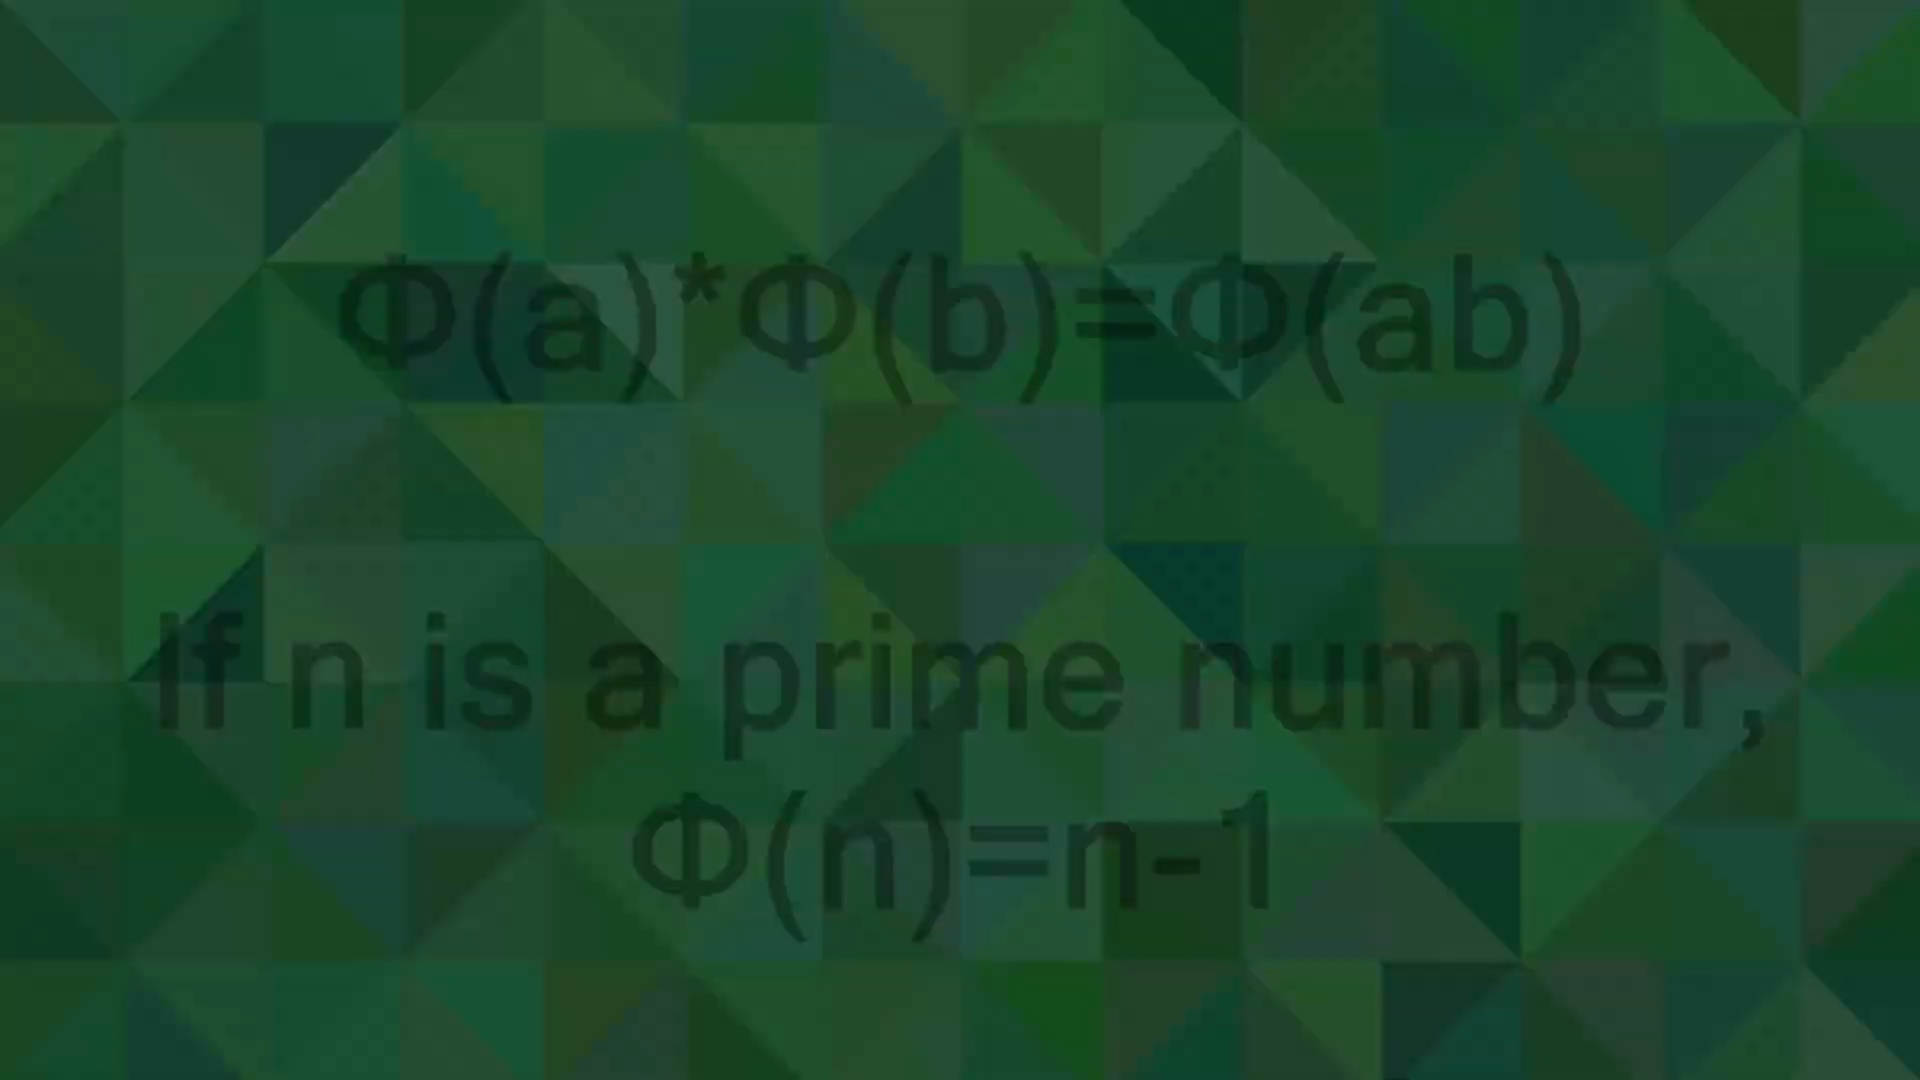 Φ(a)*Φ(b)=Φ(ab)
If n is a prime number,
Φ(n)=n-1